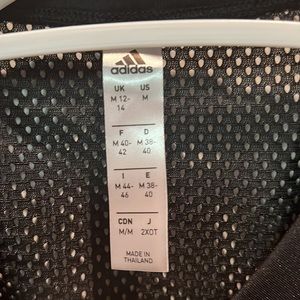 adidas
UK US
M 12-14 M
F D
M 40-42 M 38-40
I E
M 44-46 M 38-40
CDN J
M/M 2XOT
MADE IN
THAILAND